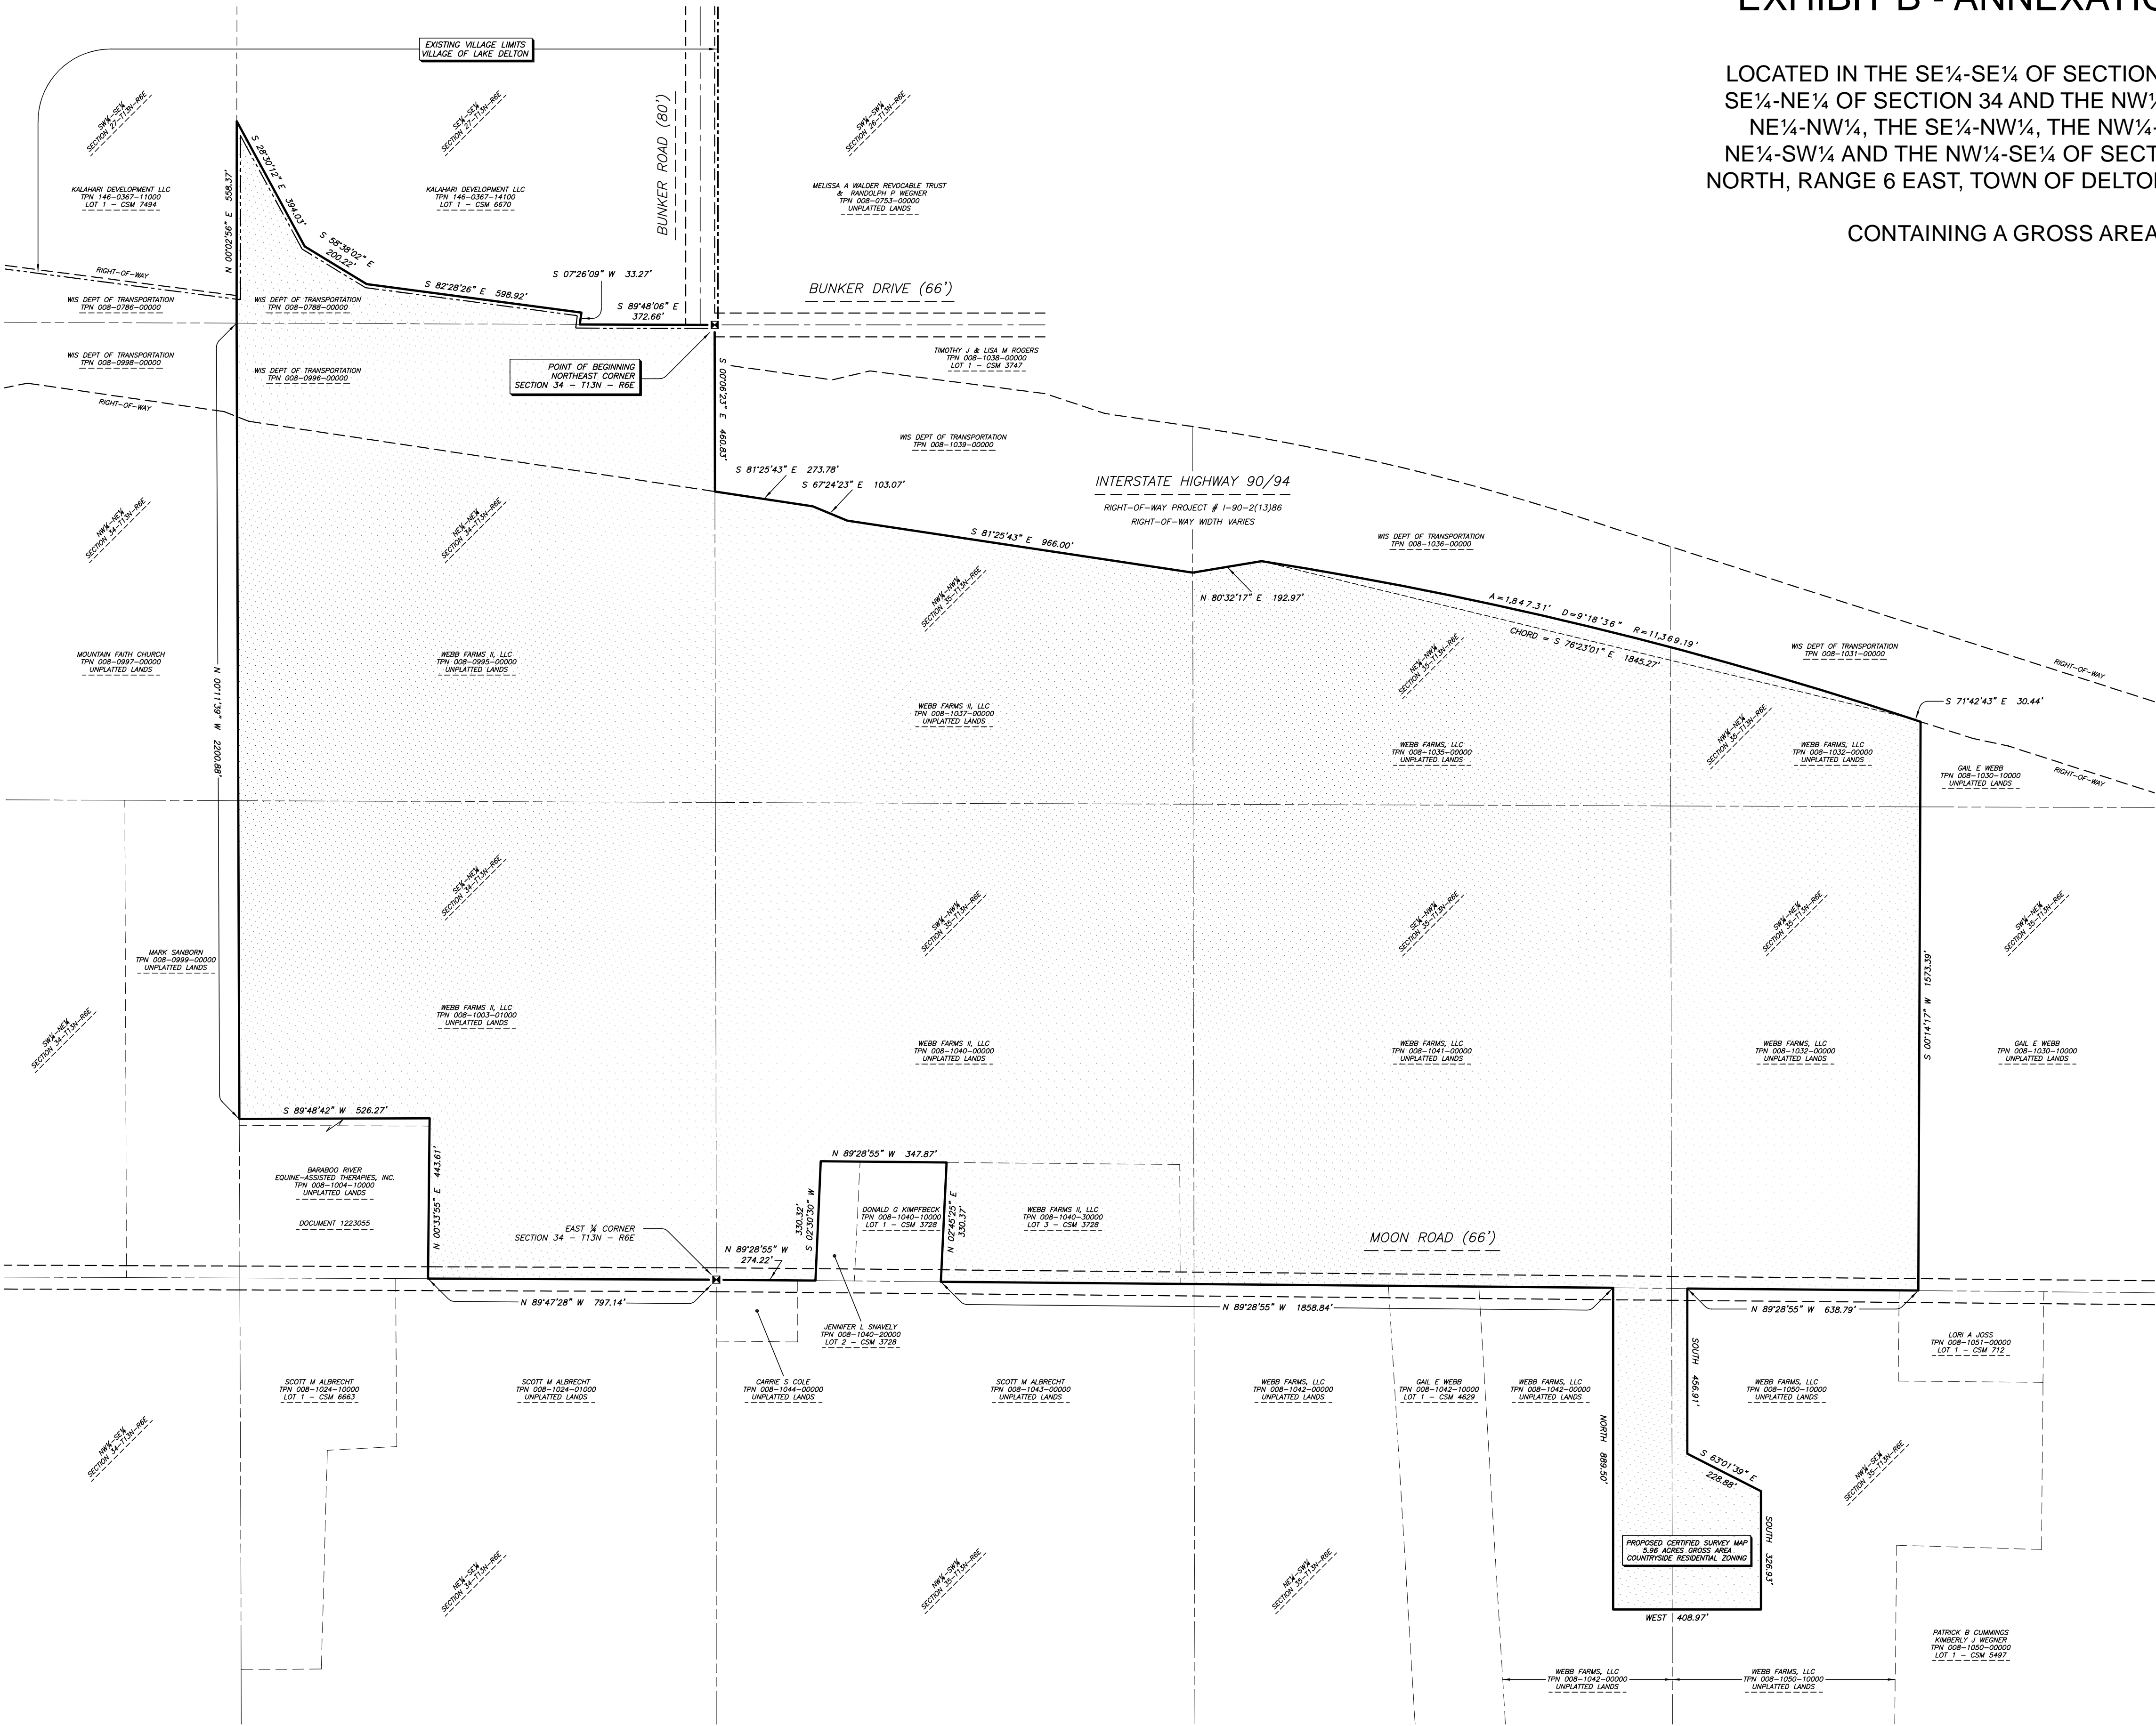 EXHIBIT B - ANNEXATIO
LOCATED IN THE SE¼-SE¼ OF SECTION
SE¼-NE¼ OF SECTION 34 AND THE NW¼
NE¼-NW¼, THE SE¼-NW¼, THE NW¼-
NE¼-SW¼ AND THE NW¼-SE¼ OF SECT
NORTH, RANGE 6 EAST, TOWN OF DELTO
CONTAINING A GROSS AREA
EXISTING VILLAGE LIMITS
VILLAGE OF LAKE DELTON
SW¼-SE¼
SECTION 27-T13N-R6E
SE¼-SE¼
SECTION 27-T13N-R6E
BUNKER ROAD (80')
SW¼-SW¼
SECTION 26-T13N-R6E
KALAHARI DEVELOPMENT LLC
TPN 146-0367-11000
LOT 1 - CSM 7494
N 00°02'56" E 558.37'
S 28°30'12" E 394.03'
KALAHARI DEVELOPMENT LLC
TPN 146-0367-14100
LOT 1 - CSM 6670
MELISSA A WALDER REVOCABLE TRUST
& RANDOLPH P WEGNER
TPN 008-0753-00000
UNPLATTED LANDS
S 58°38'02" E
200.22'
RIGHT-OF-WAY
S 82°28'26" E 598.92'
S 07°26'09" W 33.27'
S 89°48'06" E
372.66'
BUNKER DRIVE (66')
WIS DEPT OF TRANSPORTATION
TPN 008-0786-00000
WIS DEPT OF TRANSPORTATION
TPN 008-0788-00000
WIS DEPT OF TRANSPORTATION
TPN 008-0998-00000
WIS DEPT OF TRANSPORTATION
TPN 008-0996-00000
POINT OF BEGINNING
NORTHEAST CORNER
SECTION 34 - T13N - R6E
TIMOTHY J & LISA M ROGERS
TPN 008-1038-00000
LOT 1 - CSM 3747
RIGHT-OF-WAY
S 00°06'23" E 460.83'
WIS DEPT OF TRANSPORTATION
TPN 008-1039-00000
S 81°25'43" E 273.78'
S 67°24'23" E 103.07'
INTERSTATE HIGHWAY 90/94
RIGHT-OF-WAY PROJECT # I-90-2(13)86
RIGHT-OF-WAY WIDTH VARIES
NW¼-NE¼
SECTION 34-T13N-R6E
NE¼-NE¼
SECTION 34-T13N-R6E
S 81°25'43" E 966.00'
WIS DEPT OF TRANSPORTATION
TPN 008-1036-00000
NW¼-NW¼
SECTION 35-T13N-R6E
N 80°32'17" E 192.97'
A=1,847.31' D=9°18'36" R=11,369.19'
CHORD = S 76°23'01" E 1845.27'
NE¼-NW¼
SECTION 35-T13N-R6E
WIS DEPT OF TRANSPORTATION
TPN 008-1031-00000
RIGHT-OF-WAY
MOUNTAIN FAITH CHURCH
TPN 008-0997-00000
UNPLATTED LANDS
N 00°11'39" W 2200.88'
WEBB FARMS II, LLC
TPN 008-0995-00000
UNPLATTED LANDS
WEBB FARMS II, LLC
TPN 008-1037-00000
UNPLATTED LANDS
S 71°42'43" E 30.44'
NW¼-NE¼
SECTION 35-T13N-R6E
WEBB FARMS, LLC
TPN 008-1035-00000
UNPLATTED LANDS
WEBB FARMS, LLC
TPN 008-1032-00000
UNPLATTED LANDS
GAIL E WEBB
TPN 008-1030-10000
UNPLATTED LANDS
RIGHT-OF-WAY
SE¼-NE¼
SECTION 34-T13N-R6E
SW¼-NW¼
SECTION 35-T13N-R6E
SE¼-NW¼
SECTION 35-T13N-R6E
SW¼-NE¼
SECTION 35-T13N-R6E
SW¼-NE¼
SECTION 35-T13N-R6E
MARK SANBORN
TPN 008-0999-00000
UNPLATTED LANDS
S 00°14'17" W 1573.39'
SW¼-NE¼
SECTION 34-T13N-R6E
WEBB FARMS II, LLC
TPN 008-1003-01000
UNPLATTED LANDS
WEBB FARMS II, LLC
TPN 008-1040-00000
UNPLATTED LANDS
WEBB FARMS, LLC
TPN 008-1041-00000
UNPLATTED LANDS
WEBB FARMS, LLC
TPN 008-1032-00000
UNPLATTED LANDS
GAIL E WEBB
TPN 008-1030-10000
UNPLATTED LANDS
S 89°48'42" W 526.27'
BARABOO RIVER
EQUINE-ASSISTED THERAPIES, INC.
TPN 008-1004-10000
UNPLATTED LANDS
DOCUMENT 1223055
N 00°33'55" E 443.61'
N 89°28'55" W 347.87'
330.32'
S 02°30'30" W
DONALD G KIMPFBECK
TPN 008-1040-10000
LOT 1 - CSM 3728
N 02°45'25" E
330.37'
WEBB FARMS II, LLC
TPN 008-1040-30000
LOT 3 - CSM 3728
EAST ¼ CORNER
SECTION 34 - T13N - R6E
N 89°28'55" W
274.22'
MOON ROAD (66')
N 89°47'28" W 797.14'
N 89°28'55" W 1858.84'
N 89°28'55" W 638.79'
JENNIFER L SNAVELY
TPN 008-1040-20000
LOT 2 - CSM 3728
LORI A JOSS
TPN 008-1051-00000
LOT 1 - CSM 712
SCOTT M ALBRECHT
TPN 008-1024-10000
LOT 1 - CSM 6663
SCOTT M ALBRECHT
TPN 008-1024-01000
UNPLATTED LANDS
CARRIE S COLE
TPN 008-1044-00000
UNPLATTED LANDS
SCOTT M ALBRECHT
TPN 008-1043-00000
UNPLATTED LANDS
WEBB FARMS, LLC
TPN 008-1042-00000
UNPLATTED LANDS
GAIL E WEBB
TPN 008-1042-10000
LOT 1 - CSM 4629
WEBB FARMS, LLC
TPN 008-1042-00000
UNPLATTED LANDS
SOUTH 456.91'
WEBB FARMS, LLC
TPN 008-1050-10000
UNPLATTED LANDS
NW¼-SE¼
SECTION 34-T13N-R6E
NORTH 889.50'
S 63°01'39" E
228.88'
NW¼-SE¼
SECTION 35-T13N-R6E
NE¼-SE¼
SECTION 34-T13N-R6E
NW¼-SW¼
SECTION 35-T13N-R6E
NE¼-SW¼
SECTION 35-T13N-R6E
PROPOSED CERTIFIED SURVEY MAP
5.96 ACRES GROSS AREA
COUNTRYSIDE RESIDENTIAL ZONING
SOUTH 326.93'
WEST 408.97'
PATRICK B CUMMINGS
KIMBERLY J WEGNER
TPN 008-1050-00000
LOT 1 - CSM 5497
WEBB FARMS, LLC
TPN 008-1042-00000
UNPLATTED LANDS
WEBB FARMS, LLC
TPN 008-1050-10000
UNPLATTED LANDS